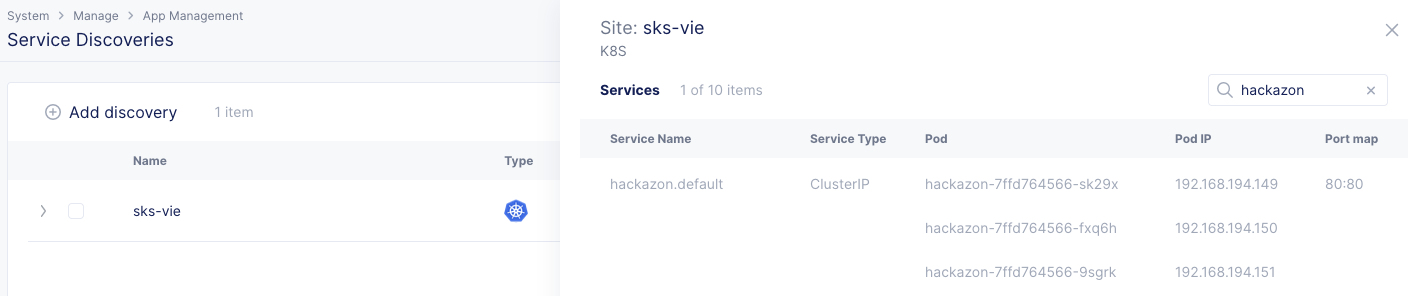 System > Manage > App Management
Service Discoveries
Add discovery 1 item
Name Type
sks-vie
Site: sks-vie
K8S
Services 1 of 10 items hackazon
Service Name Service Type Pod Pod IP Port map
hackazon.default ClusterIP hackazon-7ffd764566-sk29x 192.168.194.149 80:80
hackazon-7ffd764566-fxq6h 192.168.194.150
hackazon-7ffd764566-9sgrk 192.168.194.151